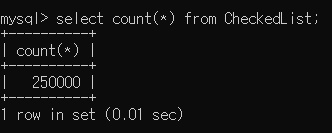 mysql> select count(*) from CheckedList;
+----------+
| count(*) |
+----------+
|   250000 |
+----------+
1 row in set (0.01 sec)